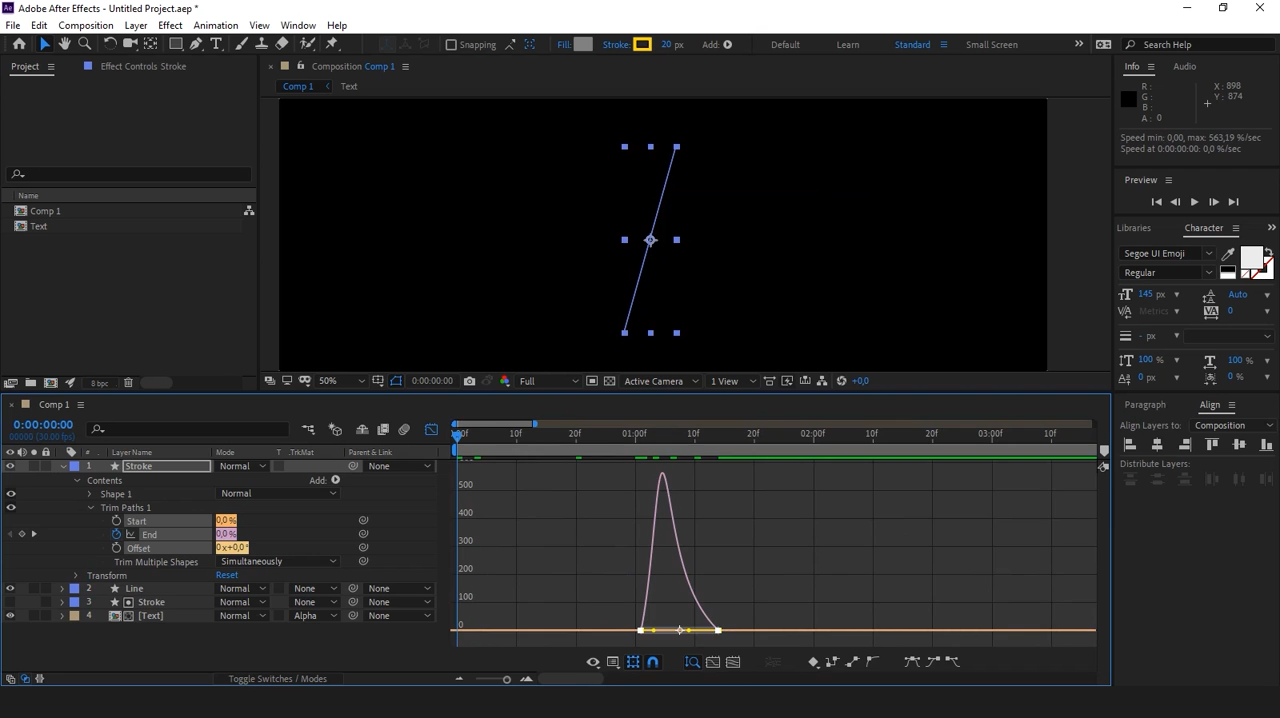 Adobe After Effects - Untitled Project.aep *
File Edit Composition Layer Effect Animation View Window Help
Snapping Fill: Stroke: 20 px Add: Default Learn Standard Small Screen Search Help
Project Effect Controls Stroke
Composition Comp 1
Info Audio
Comp 1 Text
R : X : 898
G : Y : 874
B :
A : 0
Speed min: 0,00, max: 563,19 %/sec
Speed at 0:00:00:00: 0,0 %/sec
Preview
Name
Comp 1
Text
Libraries Character
Segoe UI Emoji
Regular
145 px Auto
Metrics 0
- px
100 % 100 %
0 px 0 %
8 bpc
50% 0:00:00:00 Full Active Camera 1 View +0,0
Comp 1
Paragraph Align
0:00:00:00
00000 (30.00 fps)
Align Layers to: Composition
:00f 10f 20f 01:00f 10f 20f 02:00f 10f 20f 03:00f 10f
# Layer Name Mode T .TrkMat Parent & Link
Distribute Layers:
1 Stroke Normal None
Contents Add:
Shape 1 Normal
Trim Paths 1
Start 0,0 %
End 0,0 %
Offset 0x+0,0°
Trim Multiple Shapes Simultaneously
Transform Reset
2 Line Normal None None
3 Stroke Normal None None
4 [Text] Normal Alpha None
500
400
300
200
100
0
Toggle Switches / Modes